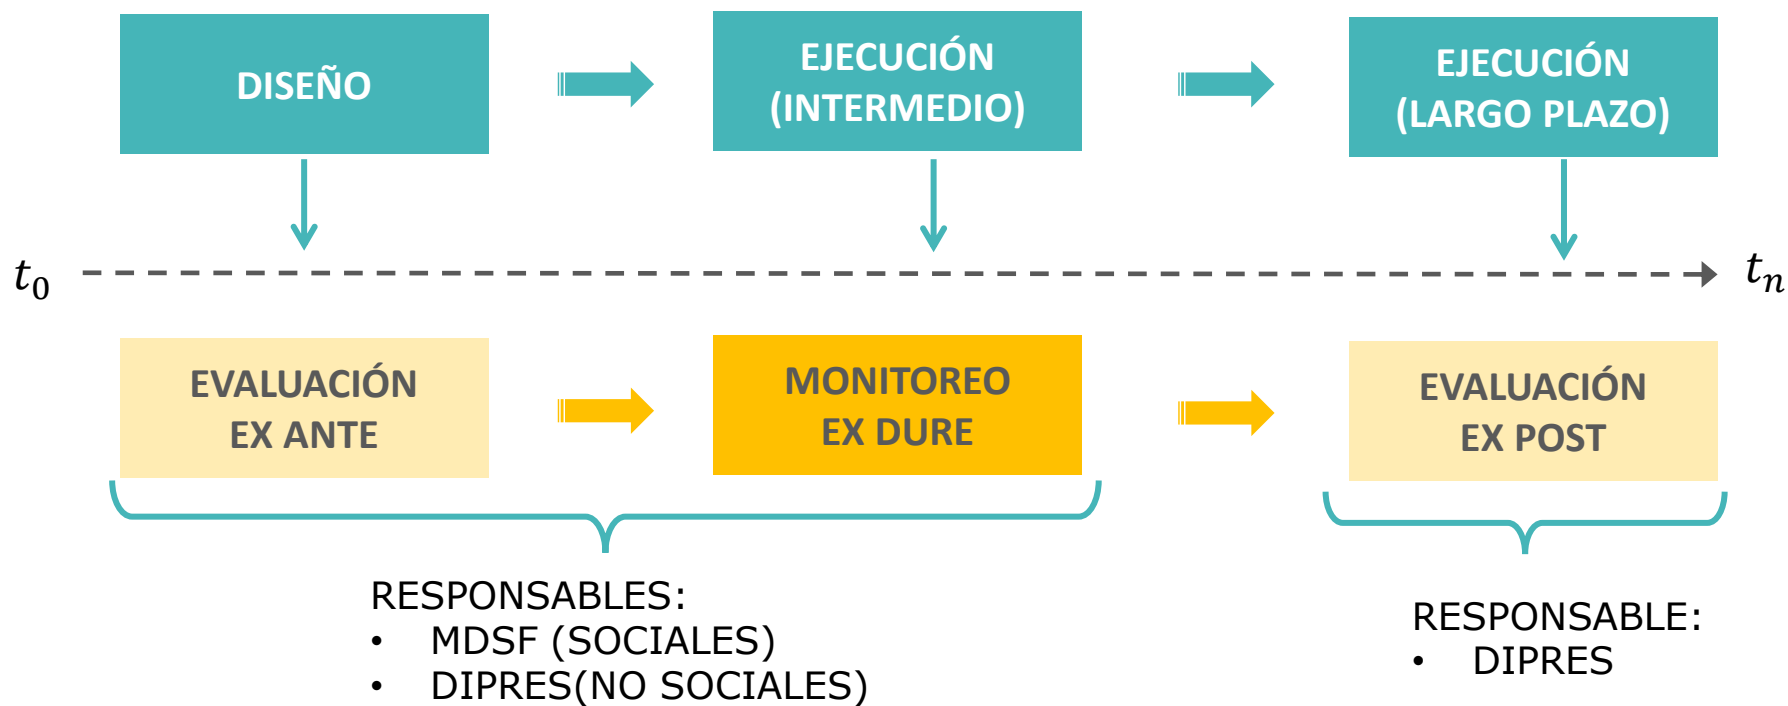 DISEÑO
EJECUCIÓN
(INTERMEDIO)
EJECUCIÓN
(LARGO PLAZO)
t₀
tₙ
EVALUACIÓN
EX ANTE
MONITOREO
EX DURE
EVALUACIÓN
EX POST
RESPONSABLES:
• MDSF (SOCIALES)
• DIPRES(NO SOCIALES)
RESPONSABLE:
• DIPRES